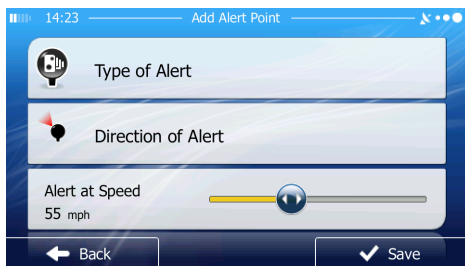 14:23 Add Alert Point
Type of Alert
Direction of Alert
Alert at Speed
55 mph
Back Save